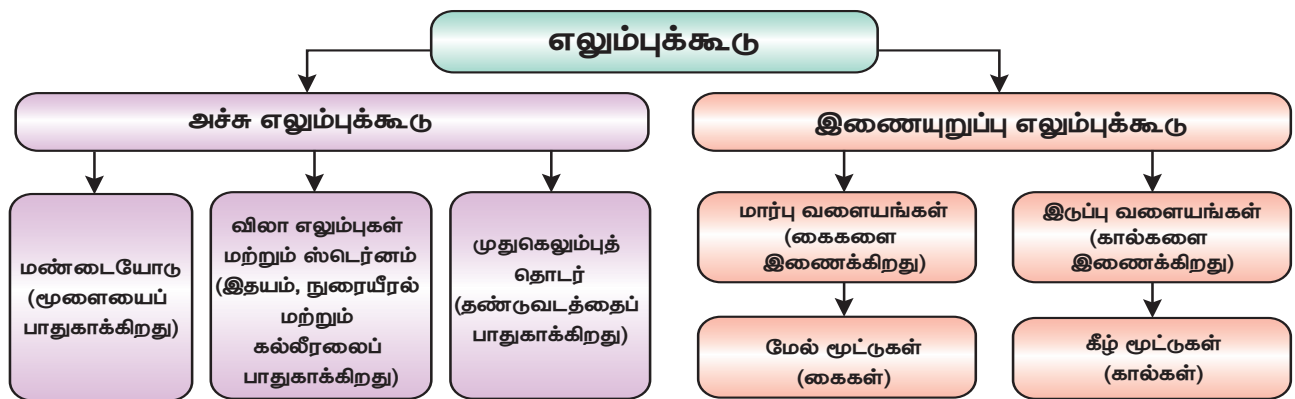 எலும்புக்கூடு
அச்சு எலும்புக்கூடு
இணையுறுப்பு எலும்புக்கூடு
மண்டையோடு
(மூளையைப்
பாதுகாக்கிறது)
விலா எலும்புகள்
மற்றும் ஸ்டெர்னம்
(இதயம், நுரையீரல்
மற்றும்
கல்லீரலைப்
பாதுகாக்கிறது)
முதுகெலும்புத்
தொடர்
(தண்டுவடத்தைப்
பாதுகாக்கிறது)
மார்பு வளையங்கள்
(கைகளை
இணைக்கிறது)
இடுப்பு வளையங்கள்
(கால்களை
இணைக்கிறது)
மேல் மூட்டுகள்
(கைகள்)
கீழ் மூட்டுகள்
(கால்கள்)